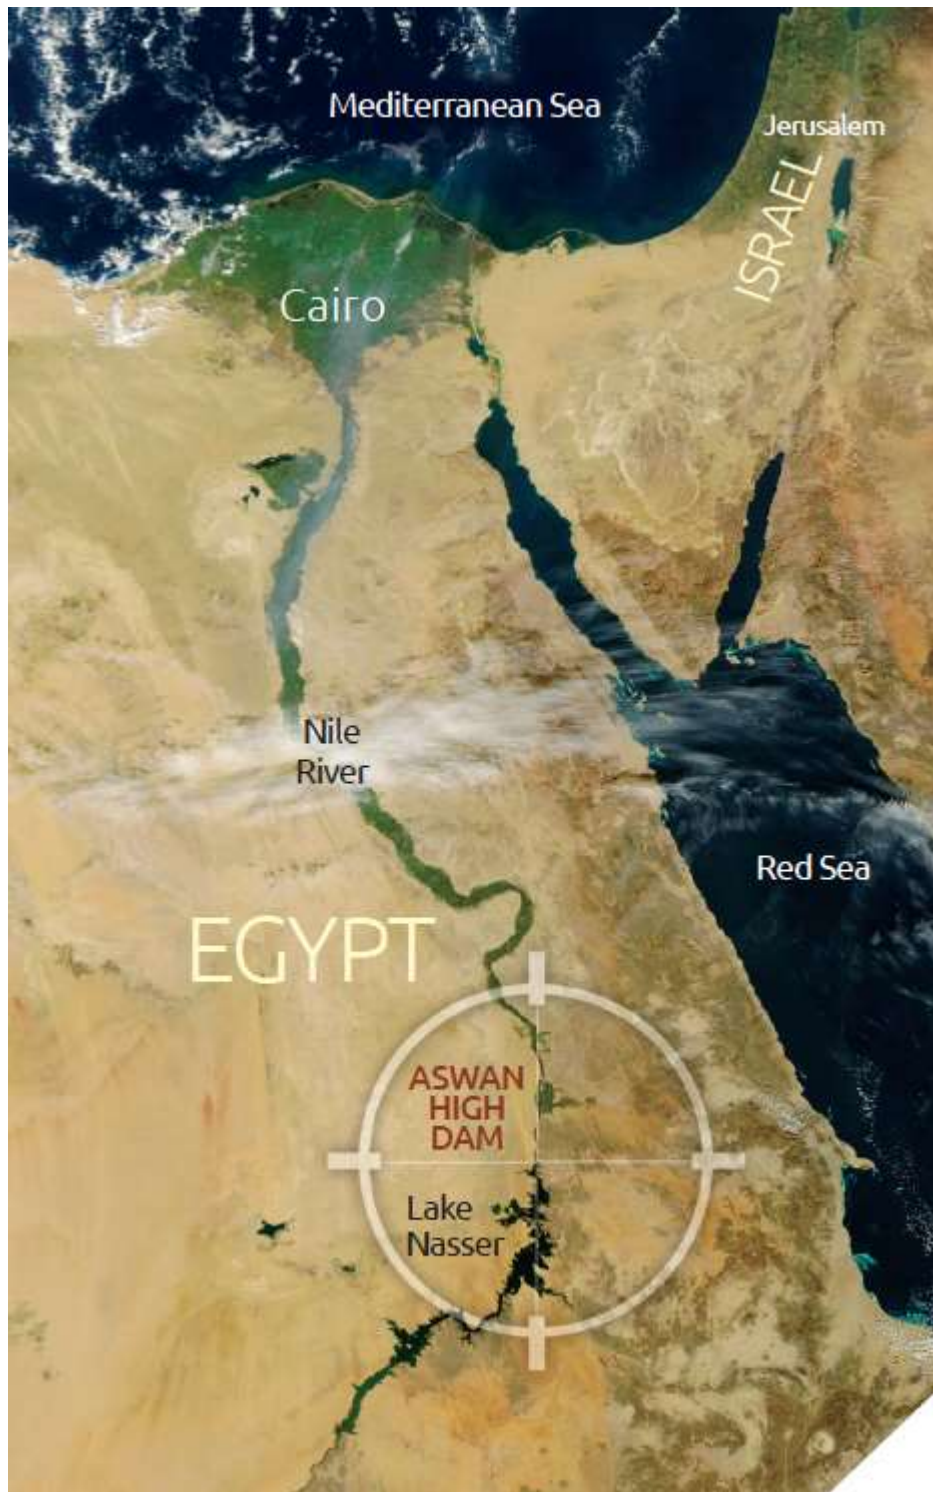 Mediterranean Sea
Jerusalem
ISRAEL
Cairo
Nile
River
Red Sea
EGYPT
ASWAN
HIGH
DAM
Lake
Nasser